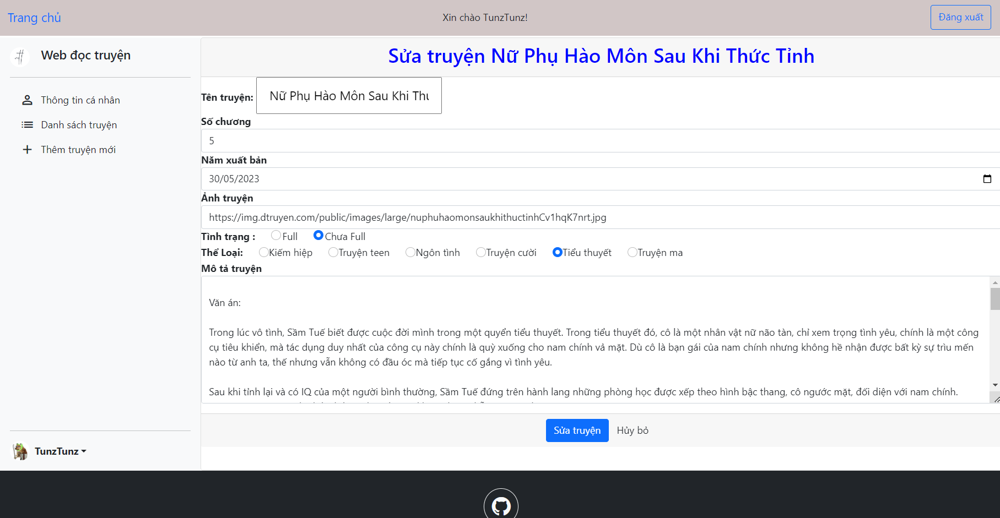 Trang chủ
Xin chào TunzTunz!
Đăng xuất
Web đọc truyện
Thông tin cá nhân
Danh sách truyện
Thêm truyện mới
TunzTunz
Sửa truyện Nữ Phụ Hào Môn Sau Khi Thức Tỉnh
Tên truyện: Nữ Phụ Hào Môn Sau Khi
Số chương
5
Năm xuất bản
30/05/2023
Ảnh truyện
https://img.dtruyen.com/public/images/large/nuphuhaomonsaukhithuctinhCv1hqK7nrt.jpg
Tình trạng : Full Chưa Full
Thể Loại: Kiếm hiệp Truyện teen Ngôn tình Truyện cười Tiểu thuyết Truyện ma
Mô tả truyện
Văn án:
Trong lúc vô tình, Sầm Tuế biết được cuộc đời mình trong một quyển tiểu thuyết. Trong tiểu thuyết đó, cô là một nhân vật nữ não tàn, chỉ xem trọng tình yêu, chính là một công
cụ tiêu khiển, mà tác dụng duy nhất của công cụ này chính là quỳ xuống cho nam chính vả mặt. Dù cô là bạn gái của nam chính nhưng không hề nhận được bất kỳ sự trìu mến
nào từ anh ta, thế nhưng vẫn không có đầu óc mà tiếp tục cố gắng vì tình yêu.
Sau khi tỉnh lại và có IQ của một người bình thường, Sầm Tuế đứng trên hành lang những phòng học được xếp theo hình bậc thang, cô ngước mặt, đối diện với nam chính.
Sửa truyện
Hủy bỏ